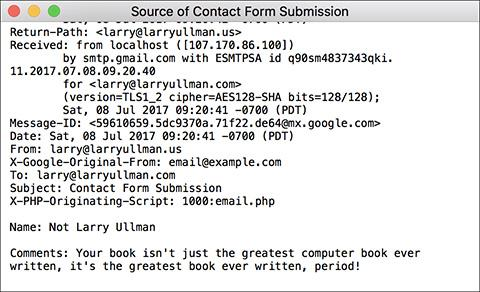 Source of Contact Form Submission
Return-Path: <larry@larryullman.us>
Received: from localhost ([107.170.86.100])
by smtp.gmail.com with ESMTPSA id q90sm4837343qki.
11.2017.07.08.09.20.40
for <larry@larryullman.com>
(version=TLS1_2 cipher=AES128-SHA bits=128/128);
Sat, 08 Jul 2017 09:20:41 -0700 (PDT)
Message-ID: <59610659.5dc9370a.71f22.de64@mx.google.com>
Date: Sat, 08 Jul 2017 09:20:41 -0700 (PDT)
From: larry@larryullman.us
X-Google-Original-From: email@example.com
To: larry@larryullman.com
Subject: Contact Form Submission
X-PHP-Originating-Script: 1000:email.php
Name: Not Larry Ullman
Comments: Your book isn't just the greatest computer book ever
written, it's the greatest book ever written, period!